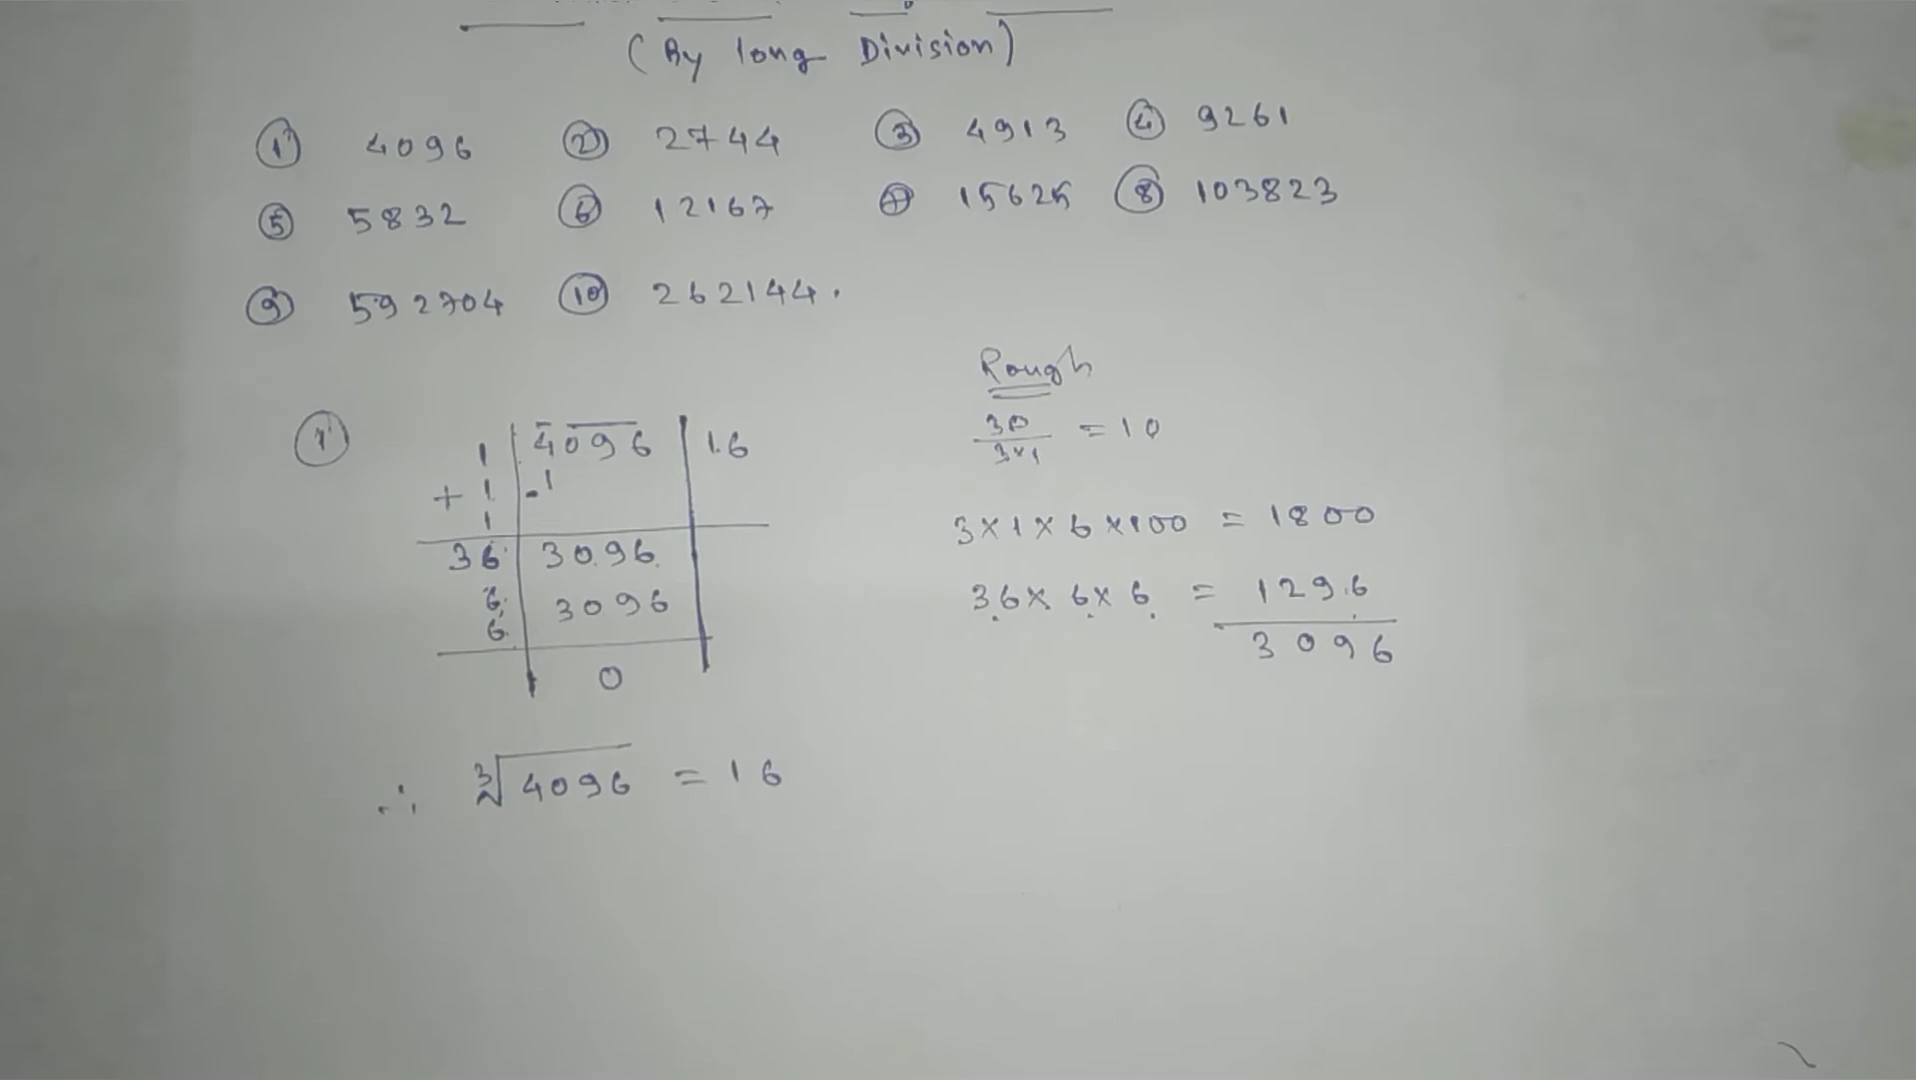 (By long Division)
① 4096 ② 2744 ③ 4913 ④ 9261
⑤ 5832 ⑥ 12167 ⑦ 15625 ⑧ 103823
⑨ 592704 ⑩ 262144.
Rough
① 1 4096 1.6
30/3×1 = 10
+ 1 -1
1
3×1×6×100 = 1800
36 3096
36×6×6 = 1296
6 3096
6
3096
0
∴ ∛4096 = 16